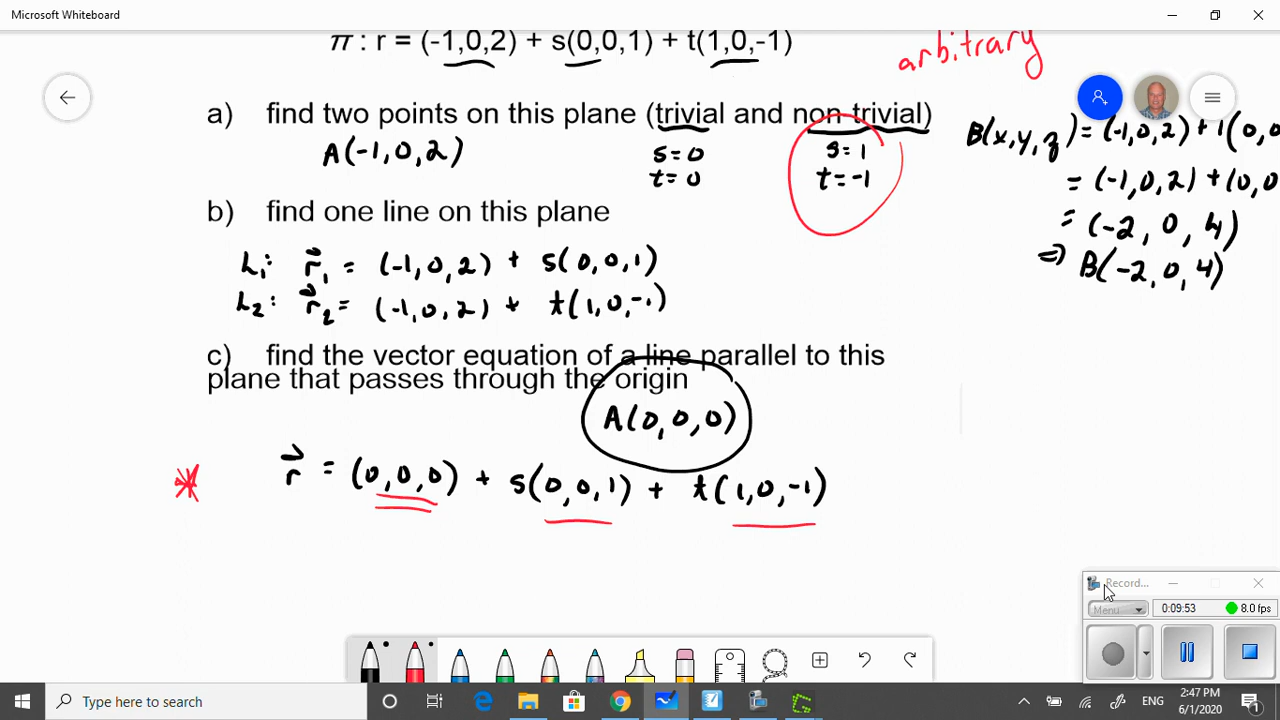 Microsoft Whiteboard
π : r = (-1,0,2) + s(0,0,1) + t(1,0,-1)
arbitrary
a) find two points on this plane (trivial and non trivial)
A(-1,0,2)
s=0
t=0
s=1
t=-1
B(x,y,z)=(-1,0,2)+1(0,0
=(-1,0,2)+(0,0
=(-2,0,4)
⇒ B(-2,0,4)
b) find one line on this plane
L₁: r⃗₁ = (-1,0,2) + s(0,0,1)
L₂: r⃗₂ = (-1,0,2) + t(1,0,-1)
c) find the vector equation of a line parallel to this
plane that passes through the origin
A(0,0,0)
* r⃗ = (0,0,0) + s(0,0,1) + t(1,0,-1)
Record...
Menu
0:09:53
8.0 fps
Type here to search
ENG
2:47 PM
6/1/2020
1